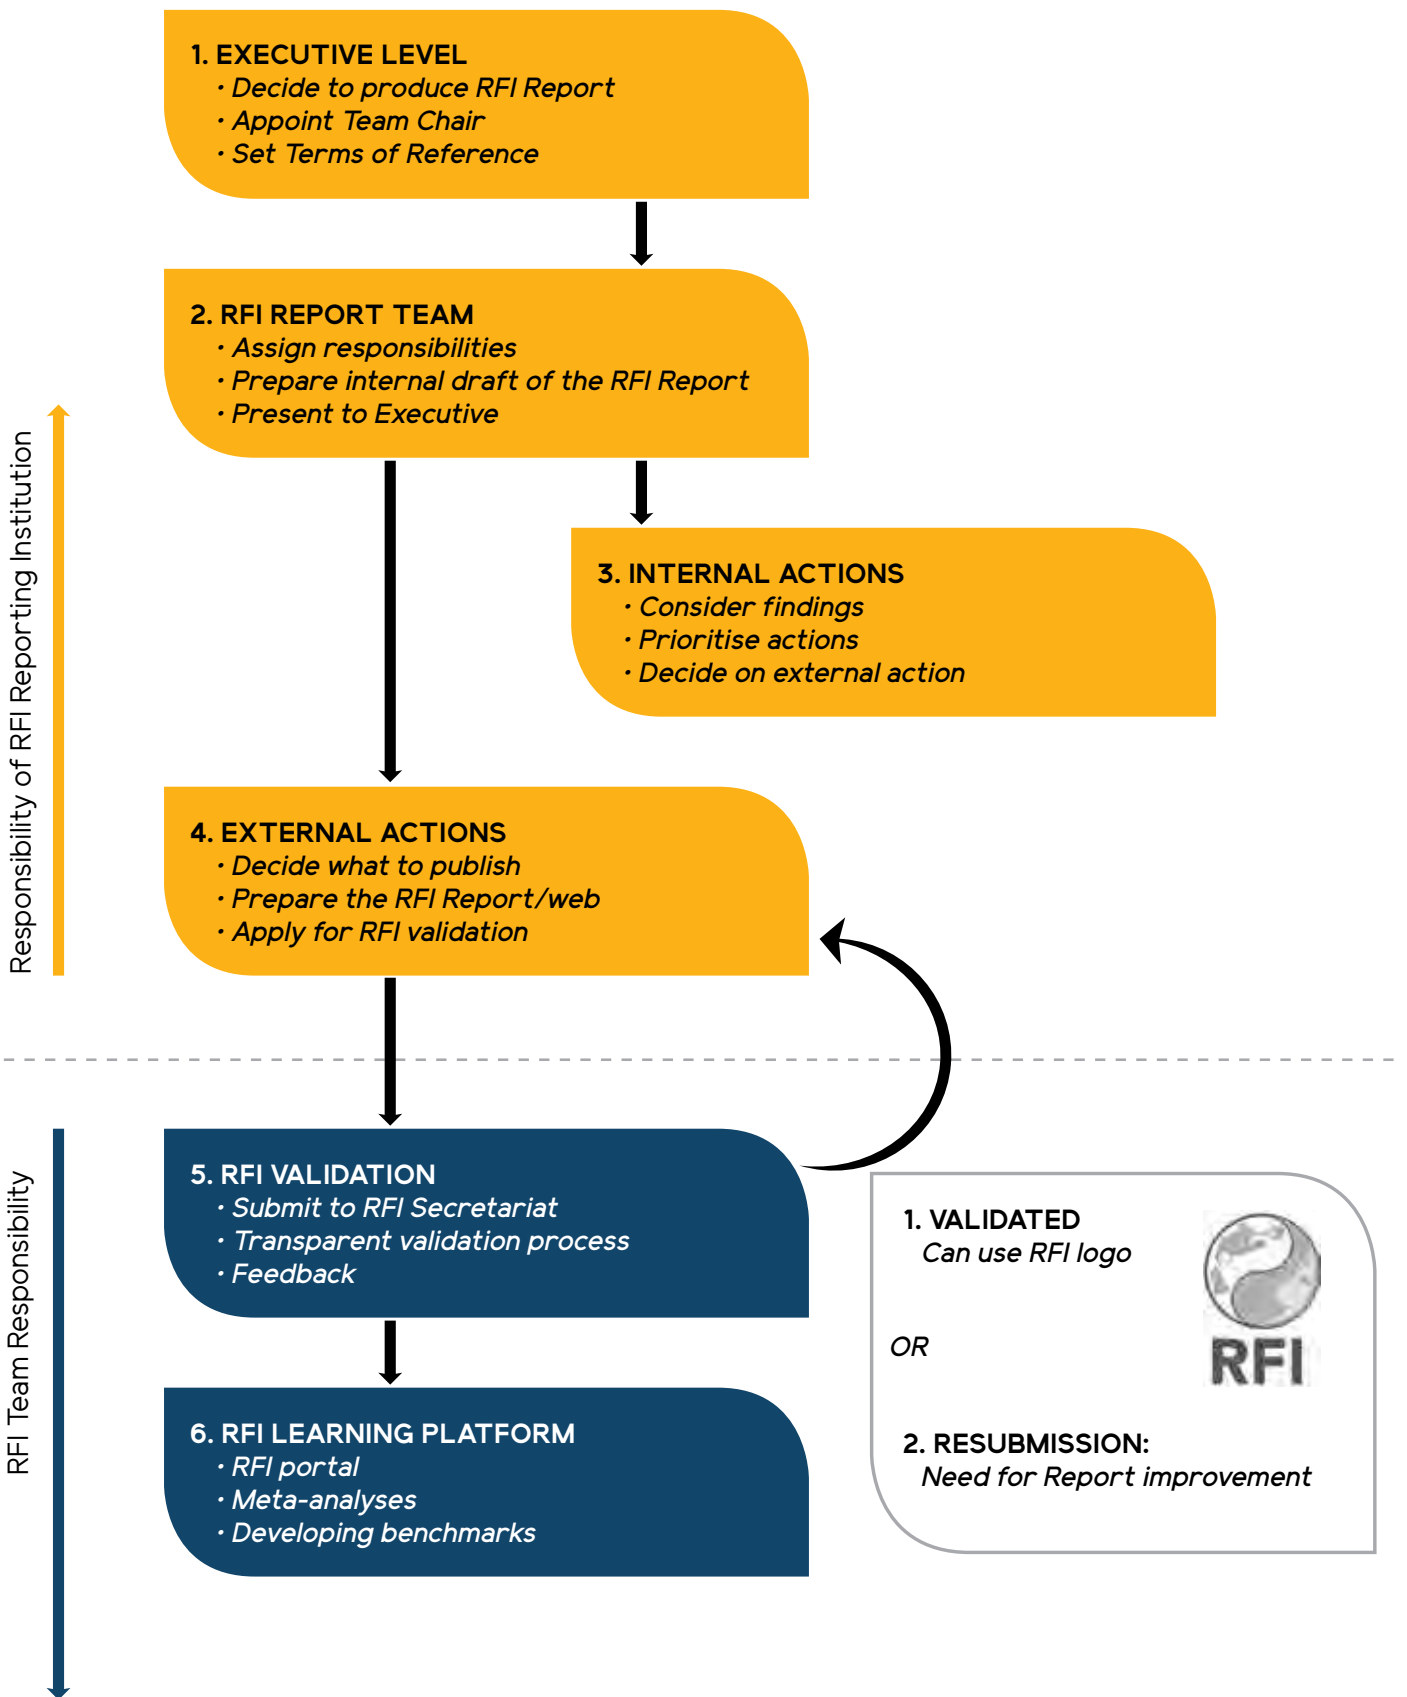 1. EXECUTIVE LEVEL
· Decide to produce RFI Report
· Appoint Team Chair
· Set Terms of Reference
2. RFI REPORT TEAM
· Assign responsibilities
· Prepare internal draft of the RFI Report
· Present to Executive
Responsibility of RFI Reporting Institution
3. INTERNAL ACTIONS
· Consider findings
· Prioritise actions
· Decide on external action
4. EXTERNAL ACTIONS
· Decide what to publish
· Prepare the RFI Report/web
· Apply for RFI validation
RFI Team Responsibility
5. RFI VALIDATION
· Submit to RFI Secretariat
· Transparent validation process
· Feedback
1. VALIDATED
Can use RFI logo
OR
RFI
2. RESUBMISSION:
Need for Report improvement
6. RFI LEARNING PLATFORM
· RFI portal
· Meta-analyses
· Developing benchmarks